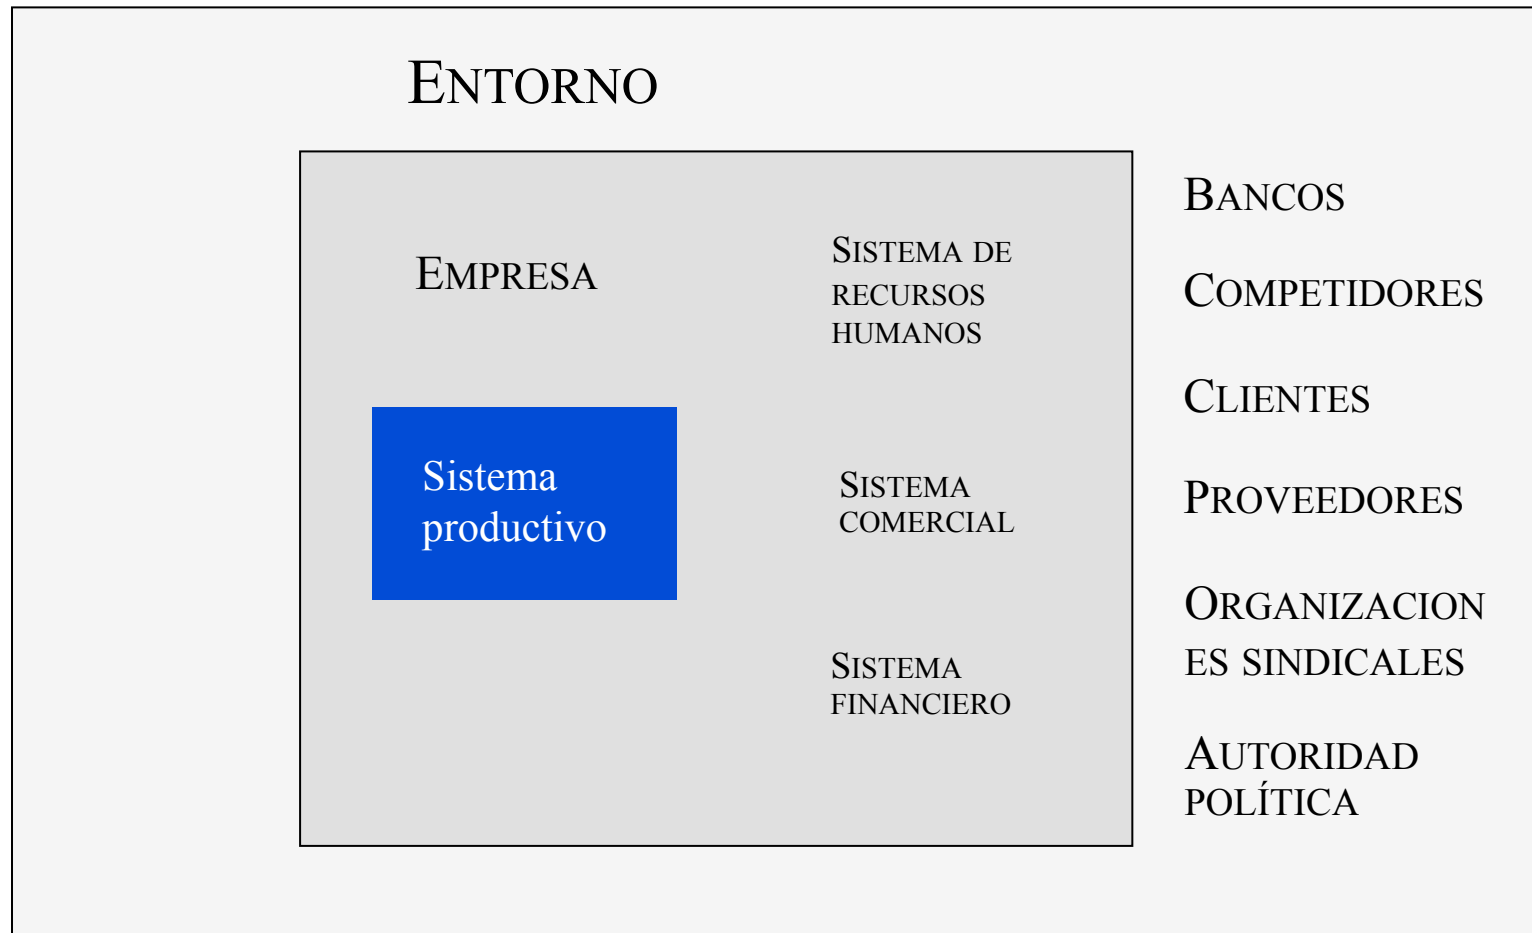 ENTORNO
EMPRESA
Sistema
productivo
SISTEMA DE
RECURSOS
HUMANOS
SISTEMA
COMERCIAL
SISTEMA
FINANCIERO
BANCOS
COMPETIDORES
CLIENTES
PROVEEDORES
ORGANIZACION
ES SINDICALES
AUTORIDAD
POLÍTICA